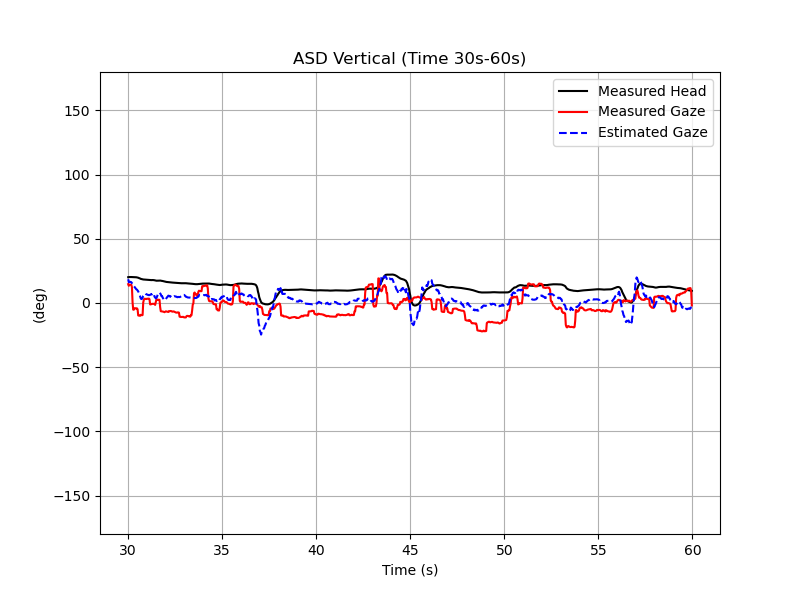 ASD Vertical (Time 30s-60s)
Measured Head
Measured Gaze
Estimated Gaze
150
100
50
0
−50
−100
−150
(deg)
30 35 40 45 50 55 60
Time (s)